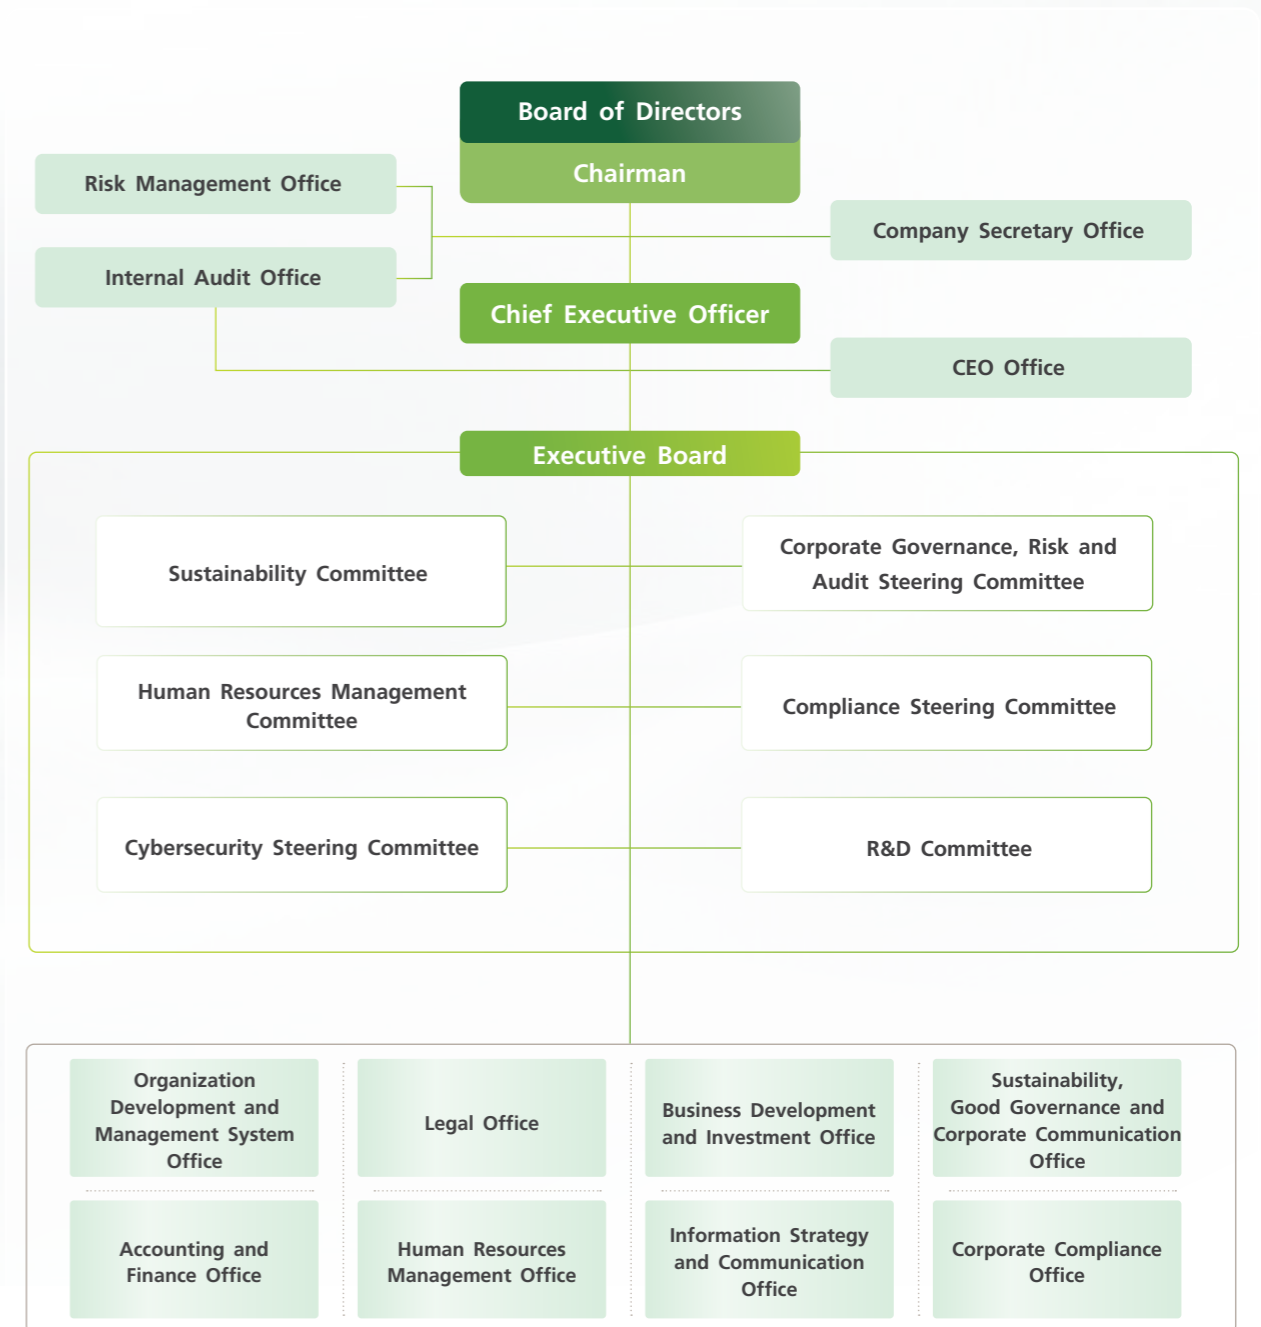 Board of Directors
Chairman
Risk Management Office
Company Secretary Office
Internal Audit Office
Chief Executive Officer
CEO Office
Executive Board
Sustainability Committee
Corporate Governance, Risk and
Audit Steering Committee
Human Resources Management
Committee
Compliance Steering Committee
Cybersecurity Steering Committee
R&D Committee
Organization
Development and
Management System
Office
Legal Office
Business Development
and Investment Office
Sustainability,
Good Governance and
Corporate Communication
Office
Accounting and
Finance Office
Human Resources
Management Office
Information Strategy
and Communication
Office
Corporate Compliance
Office